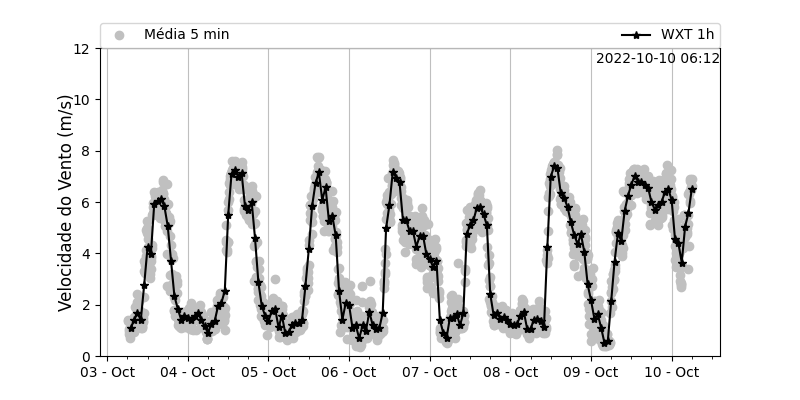 Média 5 min
WXT 1h
2022-10-10 06:12
Velocidade do Vento (m/s)
12
10
8
6
4
2
0
03 - Oct
04 - Oct
05 - Oct
06 - Oct
07 - Oct
08 - Oct
09 - Oct
10 - Oct